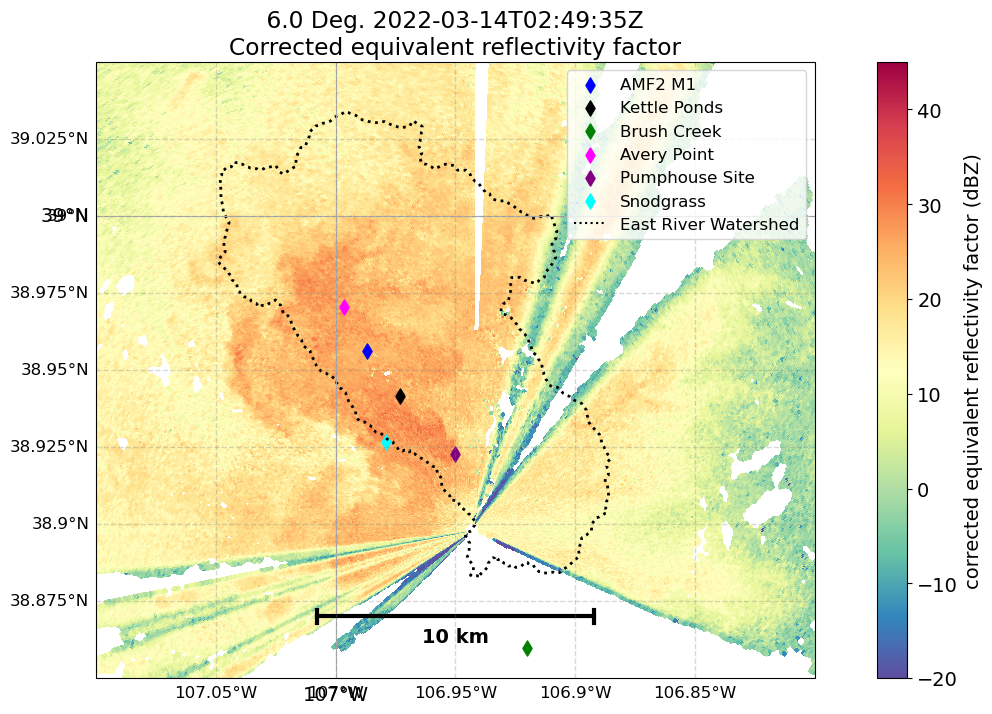 6.0 Deg. 2022-03-14T02:49:35Z
Corrected equivalent reflectivity factor
AMF2 M1
Kettle Ponds
Brush Creek
Avery Point
Pumphouse Site
Snodgrass
East River Watershed
39.025°N
39°N
39°N
38.975°N
38.95°N
38.925°N
38.9°N
38.875°N
10 km
107.05°W
107°W
107°W
106.95°W
106.9°W
106.85°W
40
30
20
10
0
−10
−20
corrected equivalent reflectivity factor (dBZ)